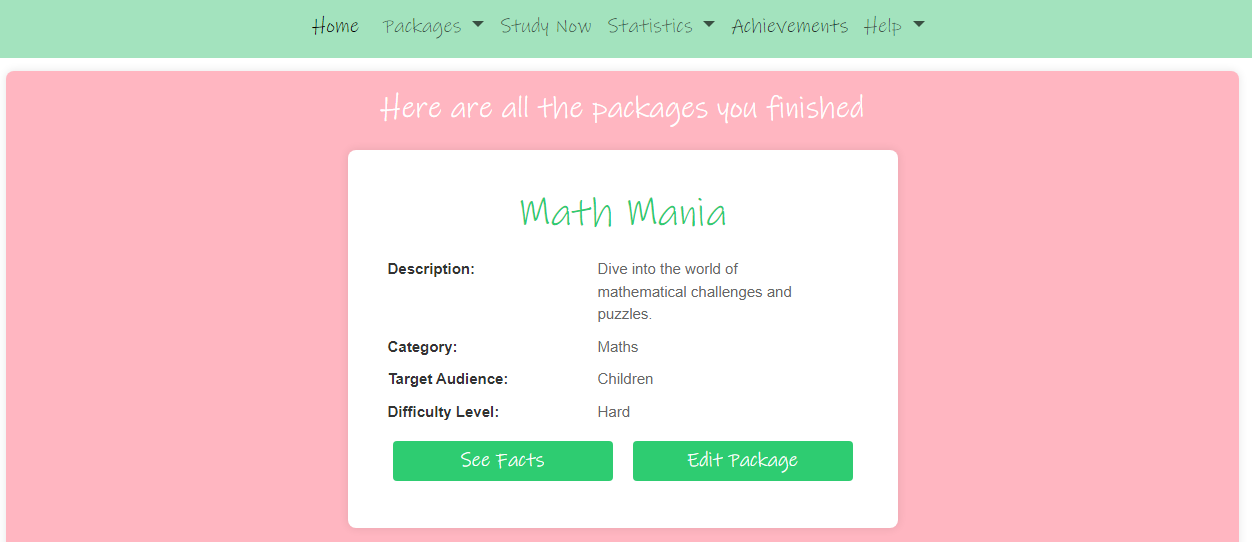 Home Packages Study Now Statistics Achievements Help
Here are all the packages you finished
Math Mania
Description: Dive into the world of
mathematical challenges and
puzzles.
Category: Maths
Target Audience: Children
Difficulty Level: Hard
See Facts Edit Package